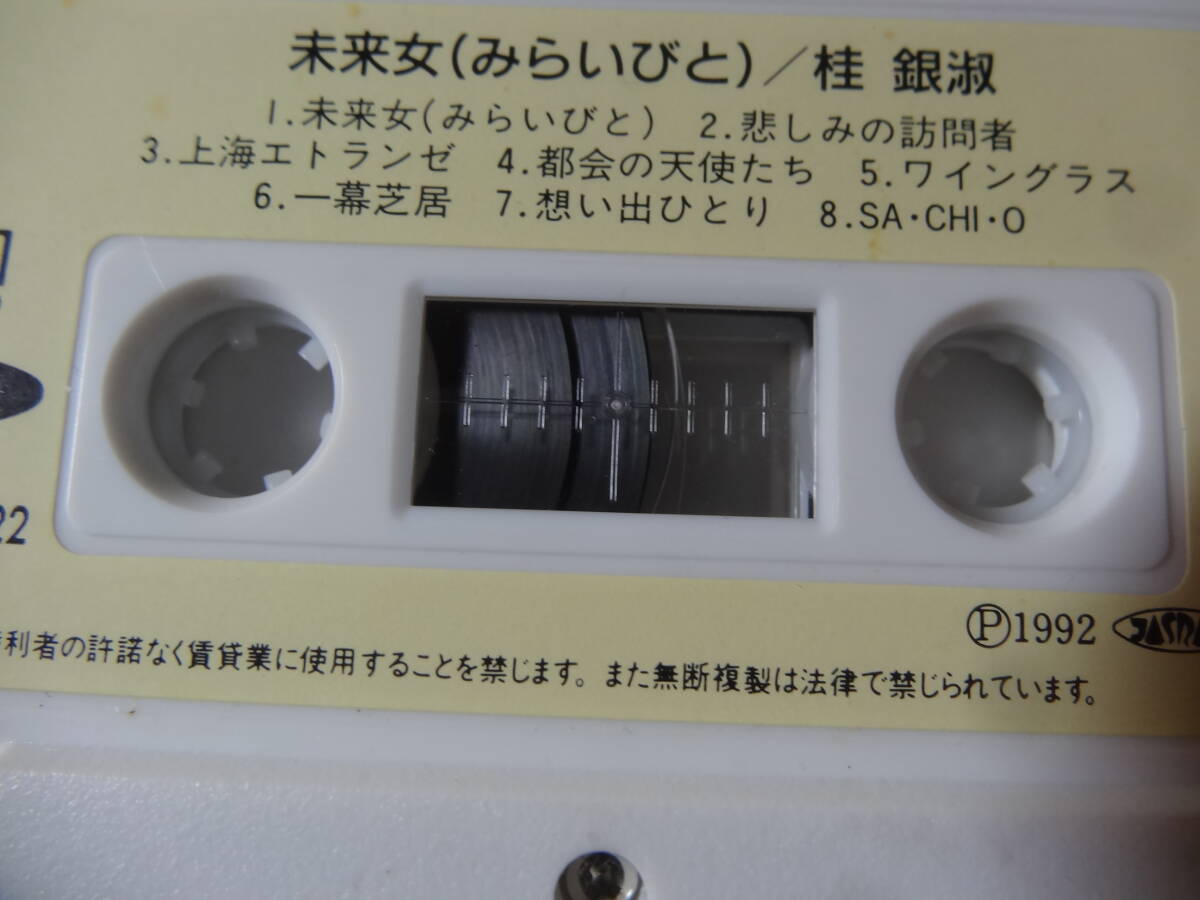 未来女(みらいびと)/桂 銀淑
1.未来女(みらいびと) 2.悲しみの訪問者
3.上海エトランゼ 4.都会の天使たち 5.ワイングラス
6.一幕芝居 7.想い出ひとり 8.SA・CHI・O
22
Ⓟ1992
利者の許諾なく賃貸業に使用することを禁じます。また無断複製は法律で禁じられています。